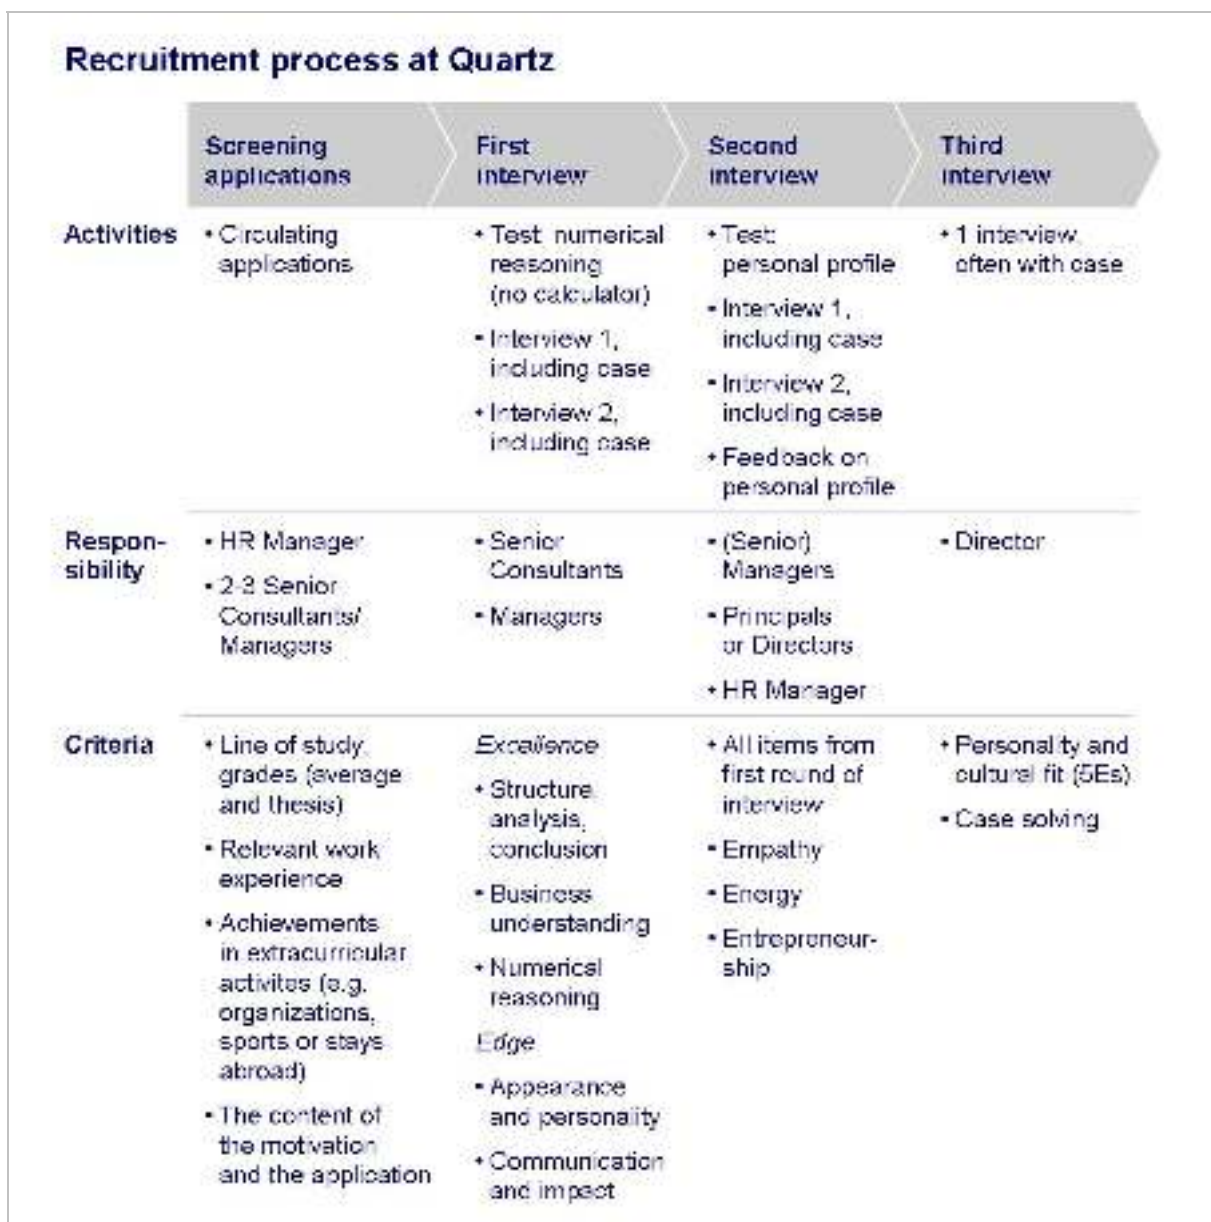 Recruitment process at Quartz
Screening
applications
First
interview
Second
interview
Third
interview
Activities
• Circulating
applications
• Test: numerical
reasoning
(no calculator)
• Interview 1,
including case
• Interview 2,
including case
• Test:
personal profile
• Interview 1,
including case
• Interview 2,
including case
• Feedback on
personal profile
• 1 interview,
often with case
Respon-
sibility
• HR Manager
• 2-3 Senior
Consultants/
Managers
• Senior
Consultants
• Managers
• (Senior)
Managers
• Principals
or Directors
• HR Manager
• Director
Criteria
• Line of study,
grades (average
and thesis)
• Relevant work
experience
• Achievements
in extracurricular
activites (e.g.
organizations,
sports or stays
abroad)
• The content of
the motivation
and the application
Excellence
• Structure,
analysis,
conclusion
• Business
understanding
• Numerical
reasoning
Edge
• Appearance
and personality
• Communication
and impact
• All items from
first round of
interview
• Empathy
• Energy
• Entrepreneur-
ship
• Personality and
cultural fit (5Es)
• Case solving